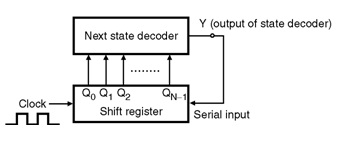 Y (output of state decoder)
Next state decoder
Q0 Q1 Q2 ........ QN–1
Clock
Shift register
Serial input